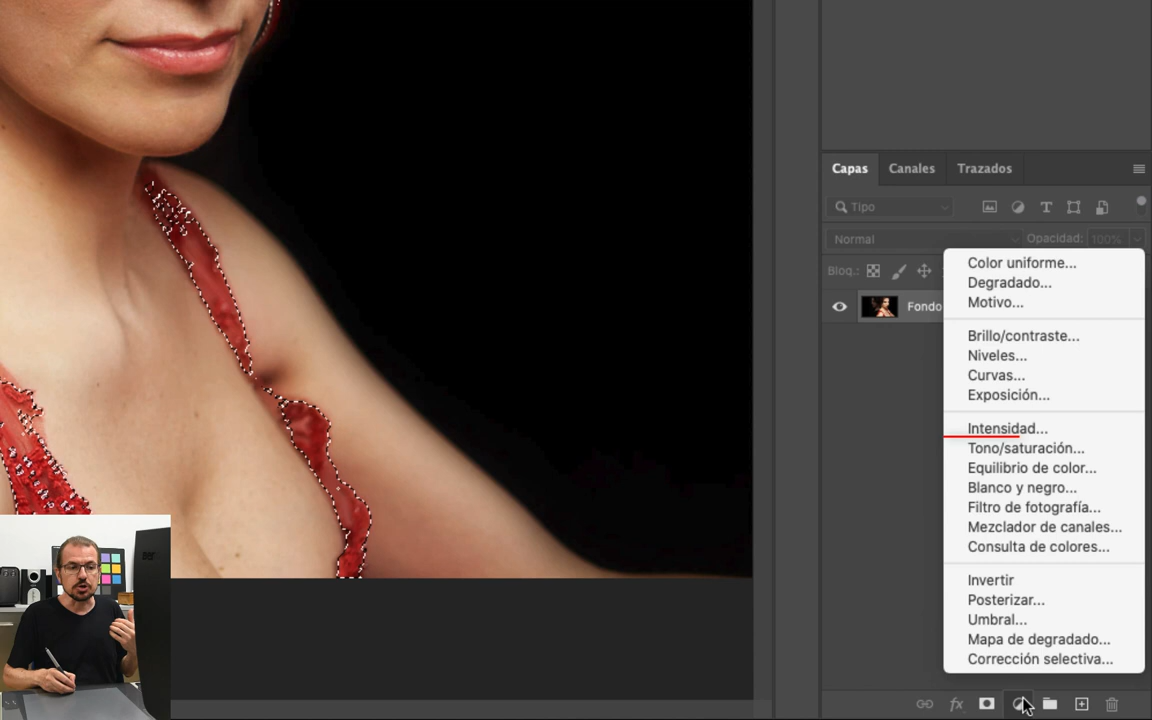 Capas Canales Trazados
Tipo
Normal Opacidad: 100%
Bloq.:
Fondo
Color uniforme...
Degradado...
Motivo...
Brillo/contraste...
Niveles...
Curvas...
Exposición...
Intensidad...
Tono/saturación...
Equilibrio de color...
Blanco y negro...
Filtro de fotografía...
Mezclador de canales...
Consulta de colores...
Invertir
Posterizar...
Umbral...
Mapa de degradado...
Corrección selectiva...
fx